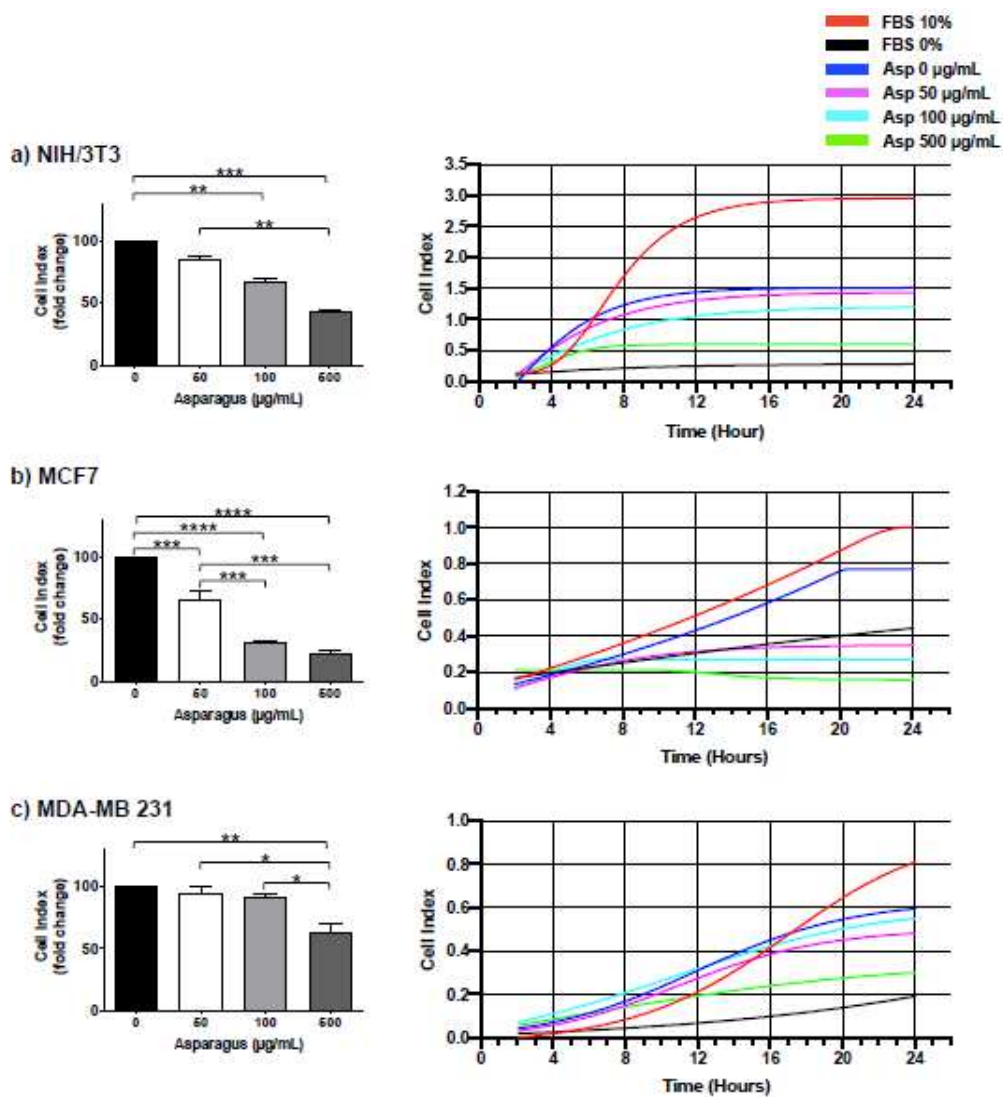 FBS 10%
FBS 0%
Asp 0 µg/mL
Asp 50 µg/mL
Asp 100 µg/mL
Asp 500 µg/mL
a) NIH/3T3
***
**
**
Cell Index
(fold change)
100
50
0
0 50 100 500
Asparagus (µg/mL)
Cell Index
3.5
3.0
2.5
2.0
1.5
1.0
0.5
0.0
0 4 8 12 16 20 24
Time (Hour)
b) MCF7
****
****
***
***
***
Cell Index
(fold change)
100
50
0
0 50 100 500
Asparagus (µg/mL)
Cell Index
1.2
1.0
0.8
0.6
0.4
0.2
0.0
0 4 8 12 16 20 24
Time (Hours)
c) MDA-MB 231
**
*
*
Cell Index
(fold change)
100
50
0
0 50 100 500
Asparagus (µg/mL)
Cell Index
1.0
0.8
0.6
0.4
0.2
0.0
0 4 8 12 16 20 24
Time (Hours)